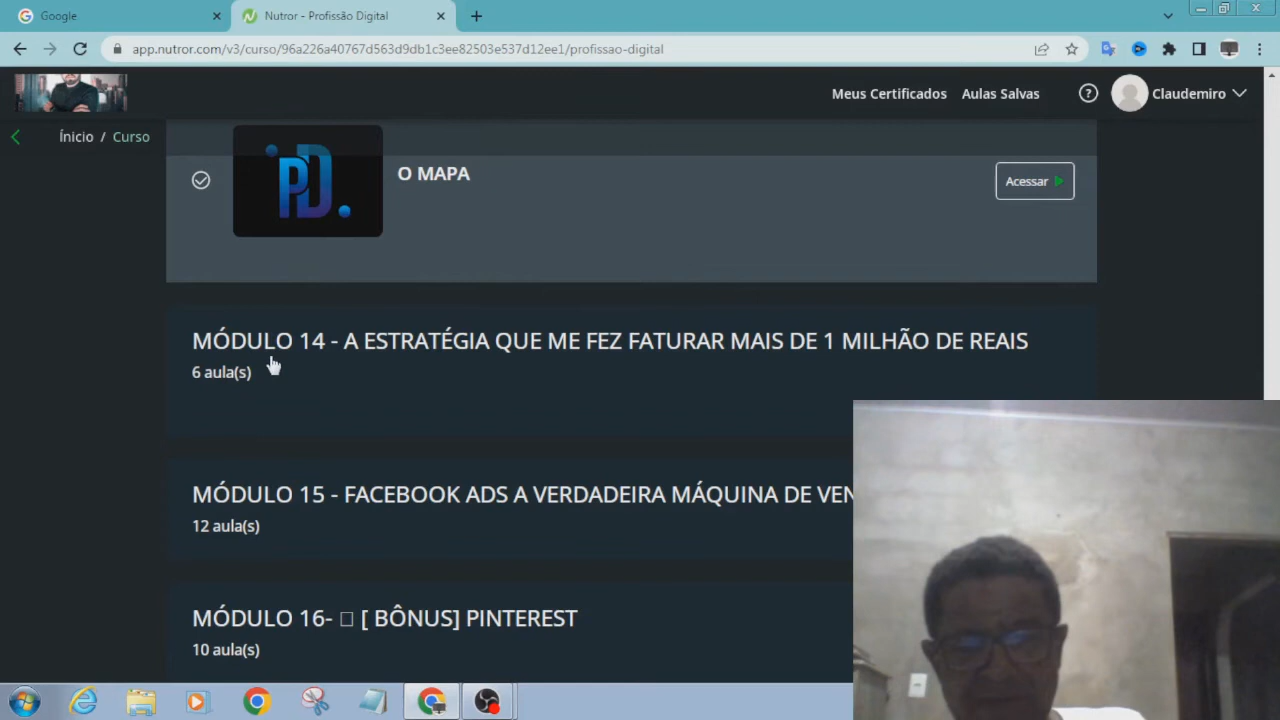 Google
Nutror - Profissão Digital
app.nutror.com/v3/curso/96a226a40767d563d9db1c3ee82503e537d12ee1/profissao-digital
Meus Certificados Aulas Salvas ? Claudemiro
Ínicio / Curso
PD.
O MAPA
Acessar
MÓDULO 14 - A ESTRATÉGIA QUE ME FEZ FATURAR MAIS DE 1 MILHÃO DE REAIS
6 aula(s)
MÓDULO 15 - FACEBOOK ADS A VERDADEIRA MÁQUINA DE VEN
12 aula(s)
MÓDULO 16- □ [ BÔNUS] PINTEREST
10 aula(s)